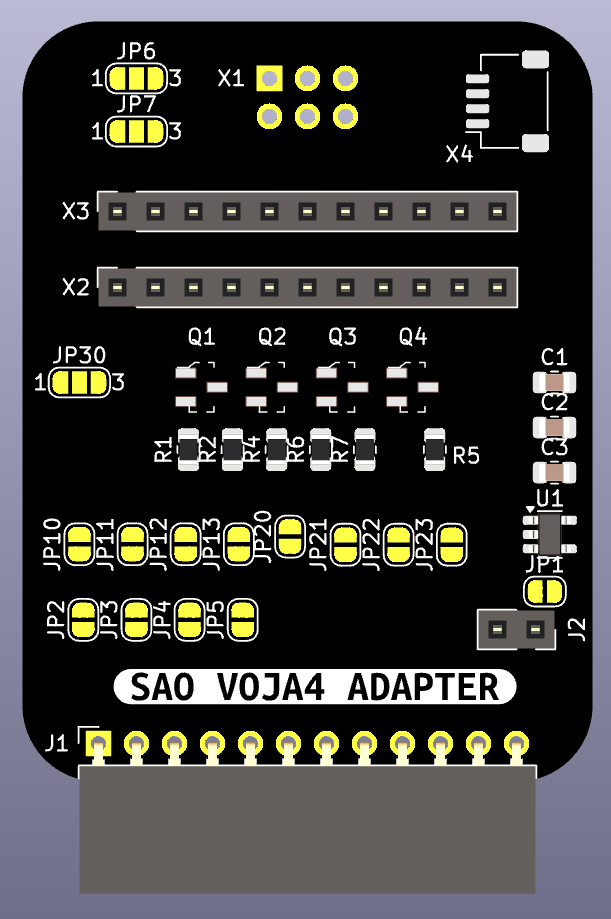 JP6
1 3
X1
JP7
1 3
X4
X3
X2
Q1 Q2 Q3 Q4
JP30
1 3
C1
C2
C3
R1 R2 R4 R6 R7 R5
U1
JP10 JP11 JP12 JP13 JP20 JP21 JP22 JP23
JP1
JP2 JP3 JP4 JP5
J2
SAO VOJA4 ADAPTER
J1